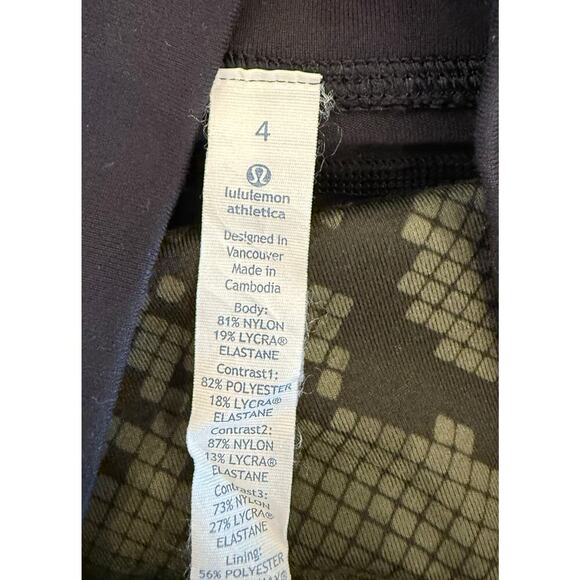 4
lululemon
athletica
Designed in
Vancouver
Made in
Cambodia
Body:
81% NYLON
19% LYCRA®
ELASTANE
Contrast1:
82% POLYESTER
18% LYCRA®
ELASTANE
Contrast2:
87% NYLON
13% LYCRA®
ELASTANE
Contrast3:
73% NYLON
27% LYCRA®
ELASTANE
Lining:
56% POLYESTER